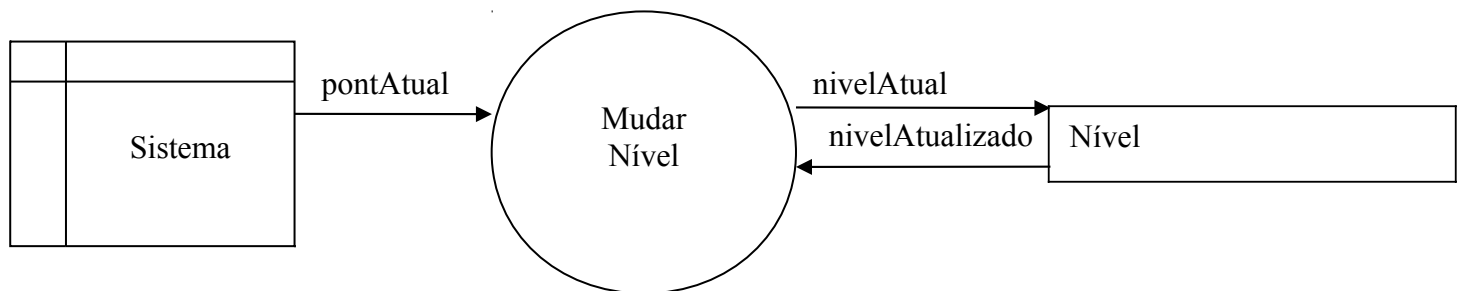 pontAtual
nivelAtual
Sistema
Mudar
Nível
nivelAtualizado
Nível